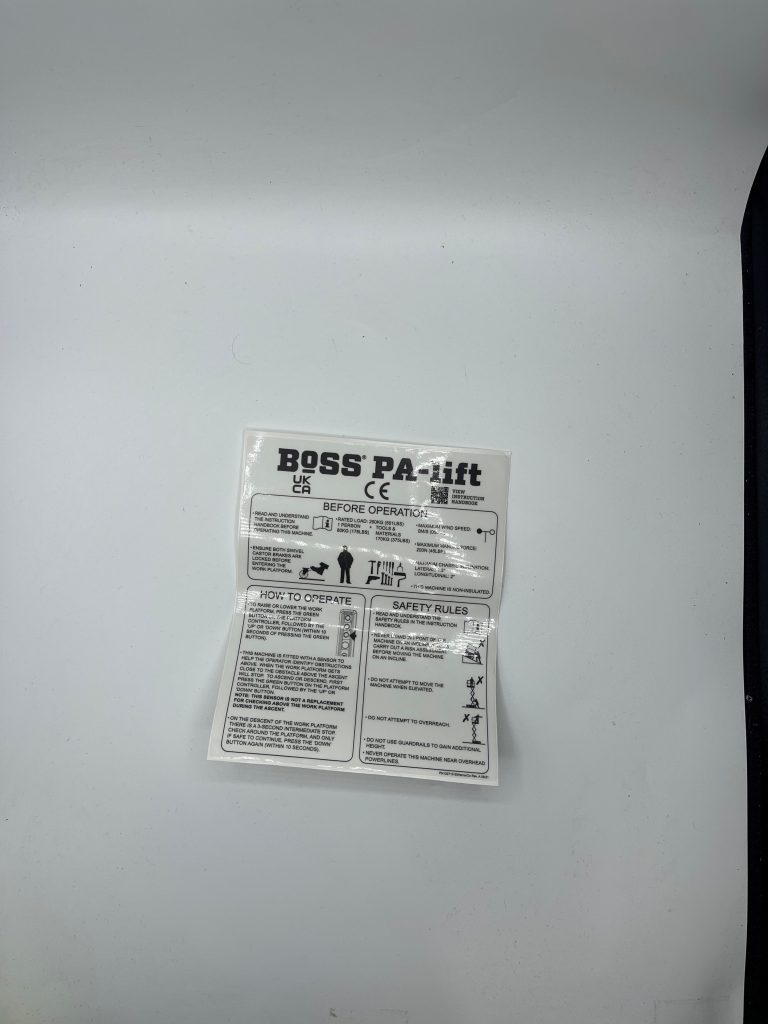 BOSS® PA-lift
UK
CA
CE
VIEW
INSTRUCTION
HANDBOOK
BEFORE OPERATION
• READ AND UNDERSTAND
THE INSTRUCTION
HANDBOOK BEFORE
OPERATING THIS MACHINE.
• ENSURE BOTH SWIVEL
CASTOR BRAKES ARE
LOCKED BEFORE
ENTERING THE
WORK PLATFORM.
• RATED LOAD: 250KG (551LBS)
1 PERSON + TOOLS &
80KG (176LBS) MATERIALS
170KG (375LBS)
• MAXIMUM WIND SPEED:
0M/S
• MAXIMUM FORCE:
200N
MAXIMUM CHASSIS
LATERAL:
LONGITUDINAL: 2°
• THIS MACHINE IS NON-INSULATED.
HOW TO OPERATE
• TO RAISE OR LOWER THE WORK
PLATFORM, PRESS THE GREEN
BUTTON ON THE PLATFORM
CONTROLLER, FOLLOWED BY THE
'UP' OR 'DOWN' BUTTON (WITHIN 10
SECONDS OF PRESSING THE GREEN
BUTTON).
• THIS MACHINE IS FITTED WITH A SENSOR TO
HELP THE OPERATOR IDENTIFY OBSTRUCTIONS
ABOVE. WHEN THE WORK PLATFORM GETS
CLOSE TO THE OBSTACLE ABOVE THE ASCENT
WILL STOP. TO ASCEND OR DESCEND, FIRST
PRESS THE GREEN BUTTON ON THE PLATFORM
CONTROLLER, FOLLOWED BY THE 'UP' OR
'DOWN' BUTTON.
NOTE: THIS SENSOR IS NOT A REPLACEMENT
FOR CHECKING ABOVE THE WORK PLATFORM
DURING THE ASCENT.
• ON THE DESCENT OF THE WORK PLATFORM
THERE IS A 3-SECOND INTERMEDIATE STOP.
CHECK AROUND THE PLATFORM, AND ONLY
IF SAFE TO CONTINUE, PRESS THE 'DOWN'
BUTTON AGAIN (WITHIN 10 SECONDS).
SAFETY RULES
• READ AND UNDERSTAND THE
SAFETY RULES IN THE INSTRUCTION
HANDBOOK.
• NEVER
MACHINE ON AN INCLINE.
CARRY OUT A RISK ASSESSMENT
BEFORE MOVING THE MACHINE
ON AN INCLINE.
• DO NOT ATTEMPT TO MOVE THE
MACHINE WHEN ELEVATED.
• DO NOT ATTEMPT TO OVERREACH.
• DO NOT USE GUARDRAILS TO GAIN ADDITIONAL
HEIGHT.
• NEVER OPERATE THIS MACHINE NEAR OVERHEAD
POWERLINES.